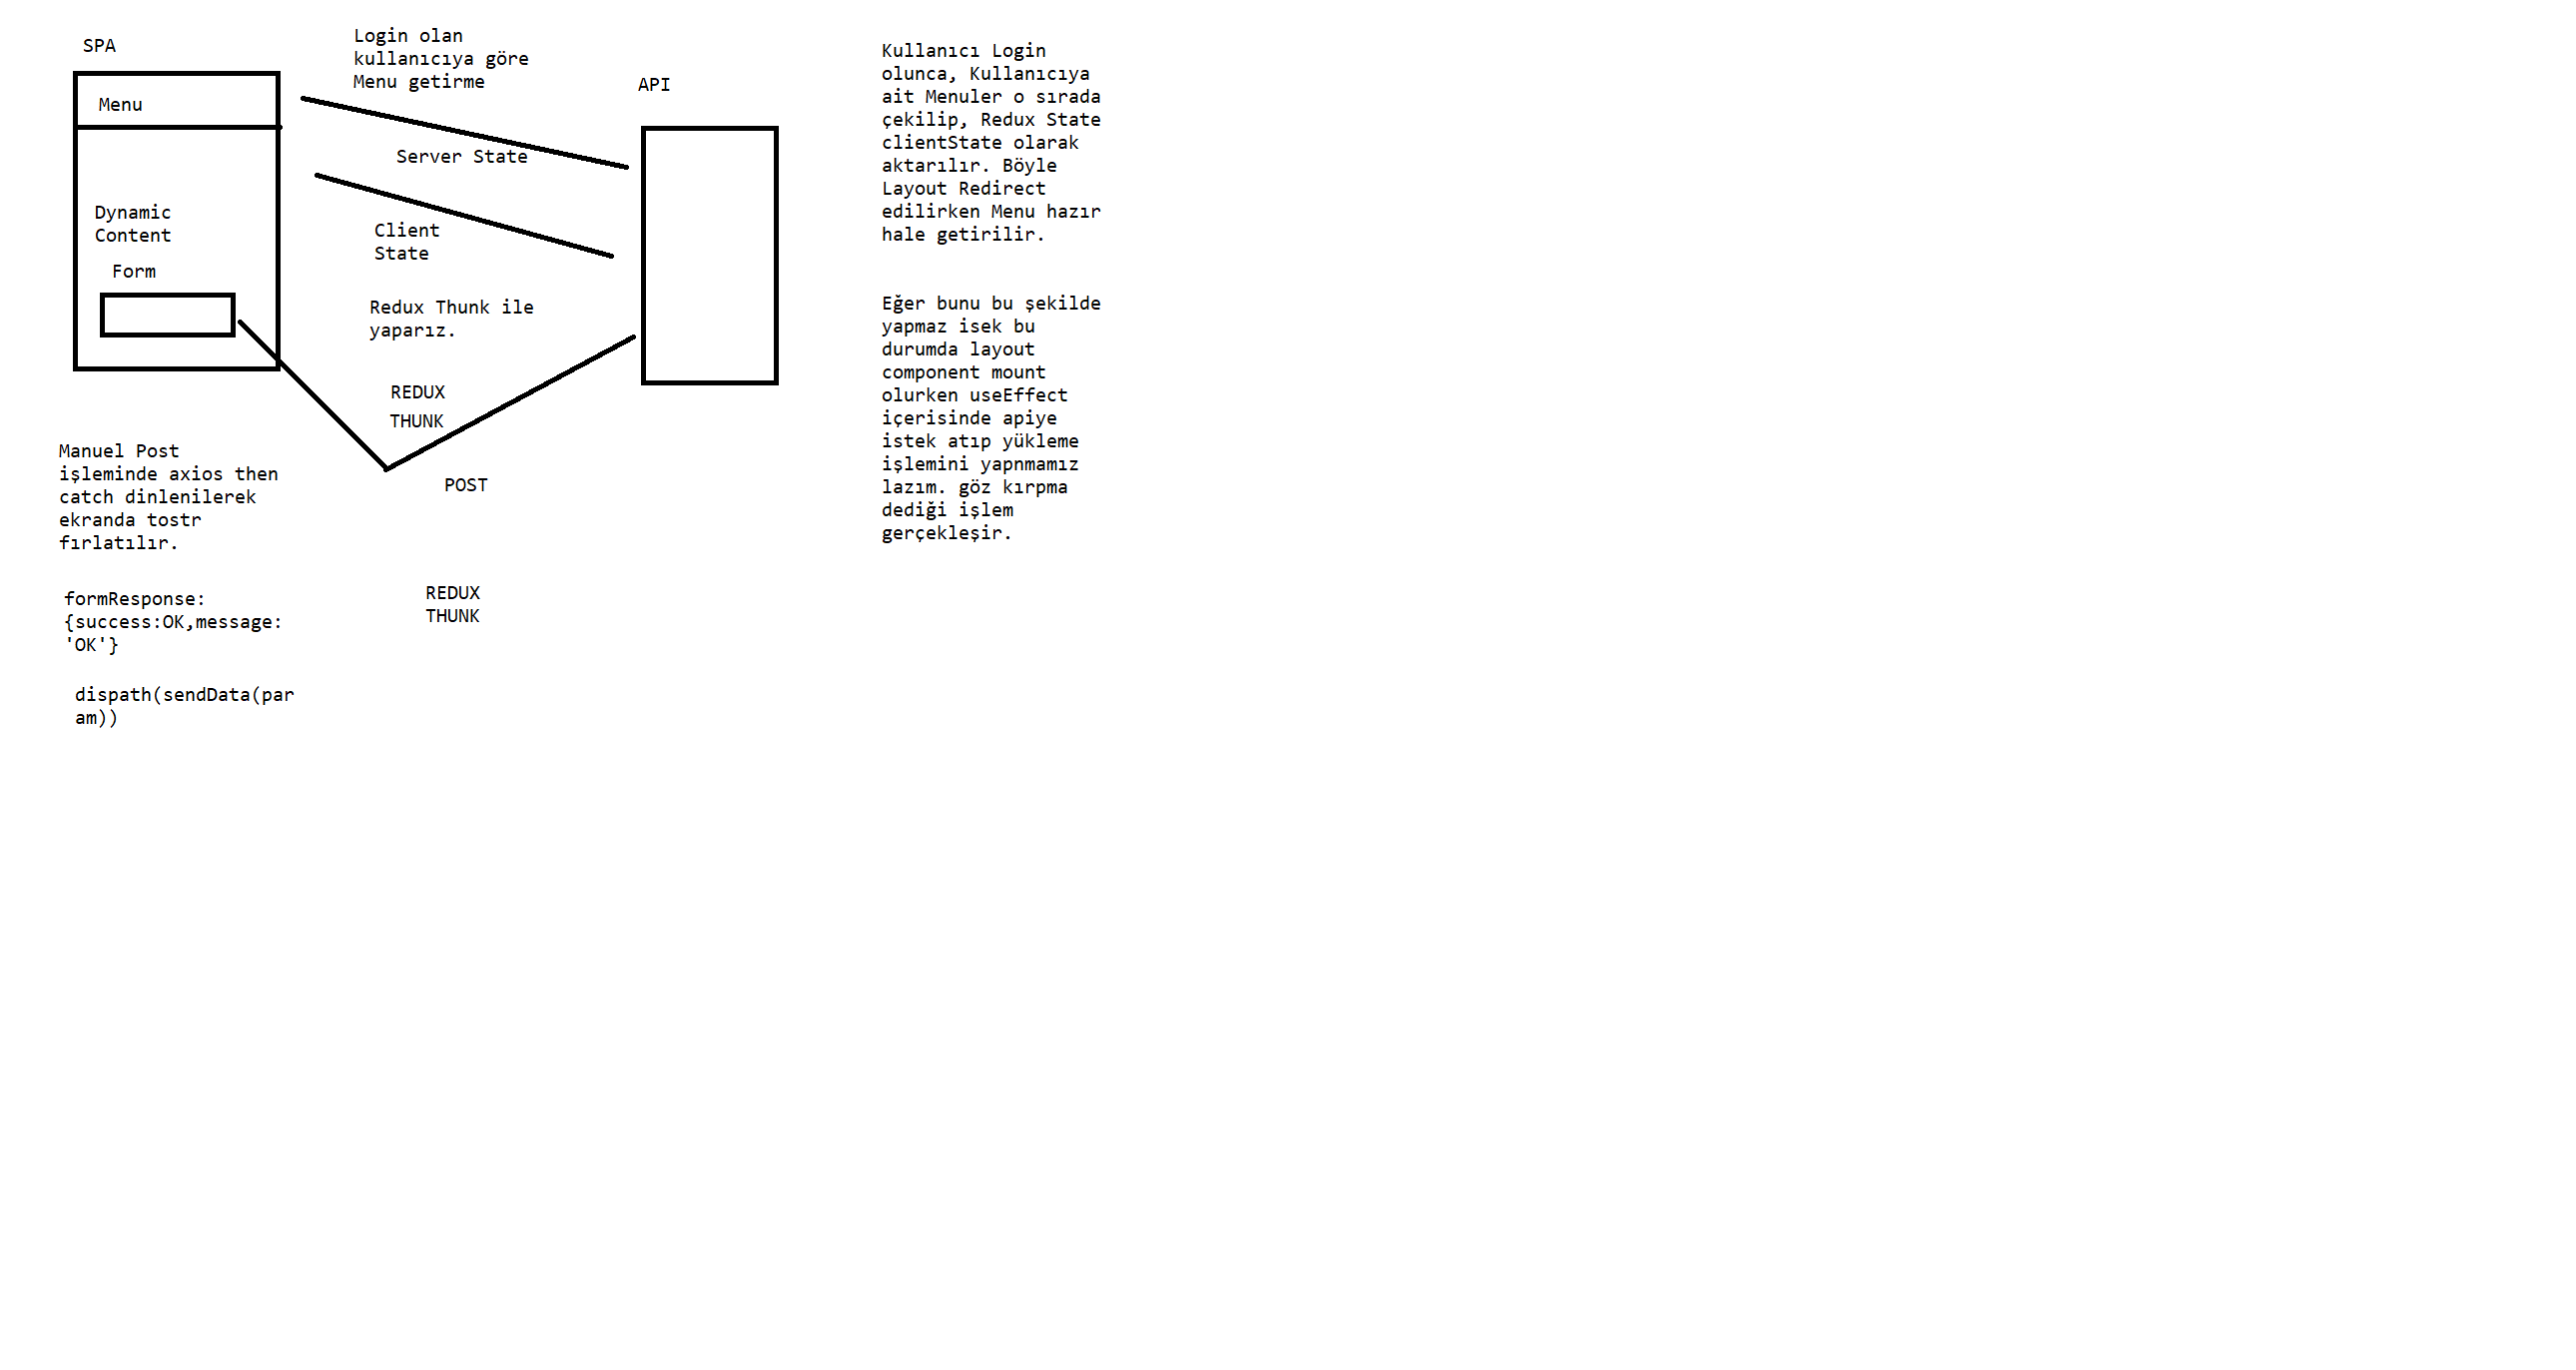 SPA
Menu
Dynamic
Content
Form
Login olan
kullanıcıya göre
Menu getirme
Server State
Client
State
Redux Thunk ile
yaparız.
REDUX
THUNK
POST
API
Manuel Post
işleminde axios then
catch dinlenilerek
ekranda tostr
fırlatılır.
formResponse:
{success:OK,message:
'OK'}
dispath(sendData(par
am))
REDUX
THUNK
Kullanıcı Login
olunca, Kullanıcıya
ait Menuler o sırada
çekilip, Redux State
clientState olarak
aktarılır. Böyle
Layout Redirect
edilirken Menu hazır
hale getirilir.
Eğer bunu bu şekilde
yapmaz isek bu
durumda layout
component mount
olurken useEffect
içerisinde apiye
istek atıp yükleme
işlemini yapnmamız
lazım. göz kırpma
dediği işlem
gerçekleşir.